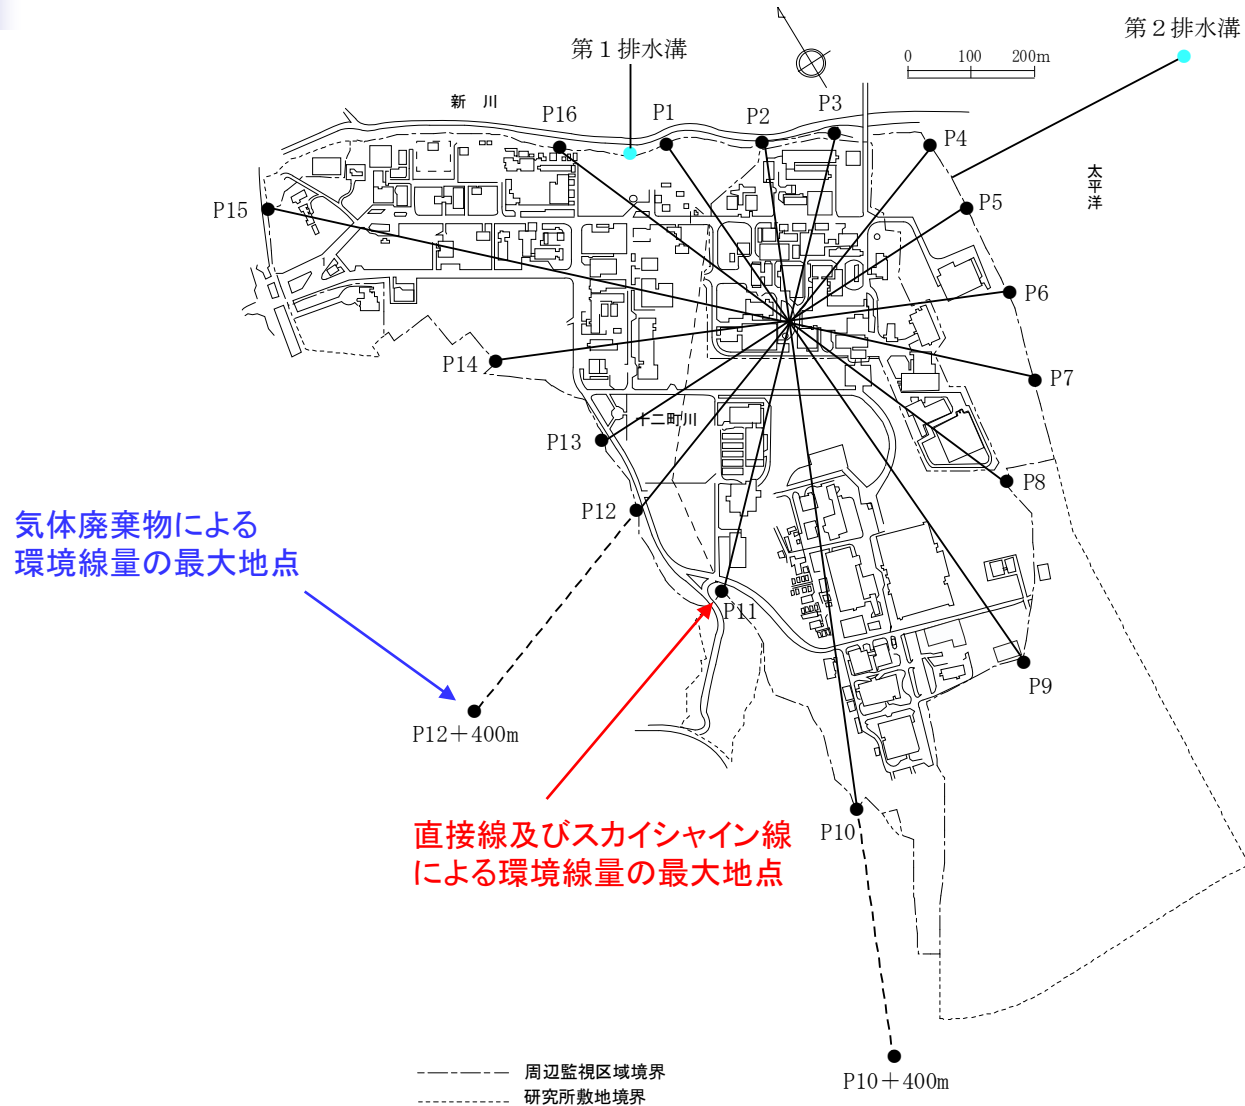 第１排水溝
第２排水溝
0 100 200m
新 川
P16
P1
P2
P3
P4
太平洋
P15
P5
P6
P14
P7
十二町川
P13
P8
P12
気体廃棄物による
環境線量の最大地点
P11
P9
P12＋400m
直接線及びスカイシャイン線
による環境線量の最大地点
P10
周辺監視区域境界
P10＋400m
研究所敷地境界